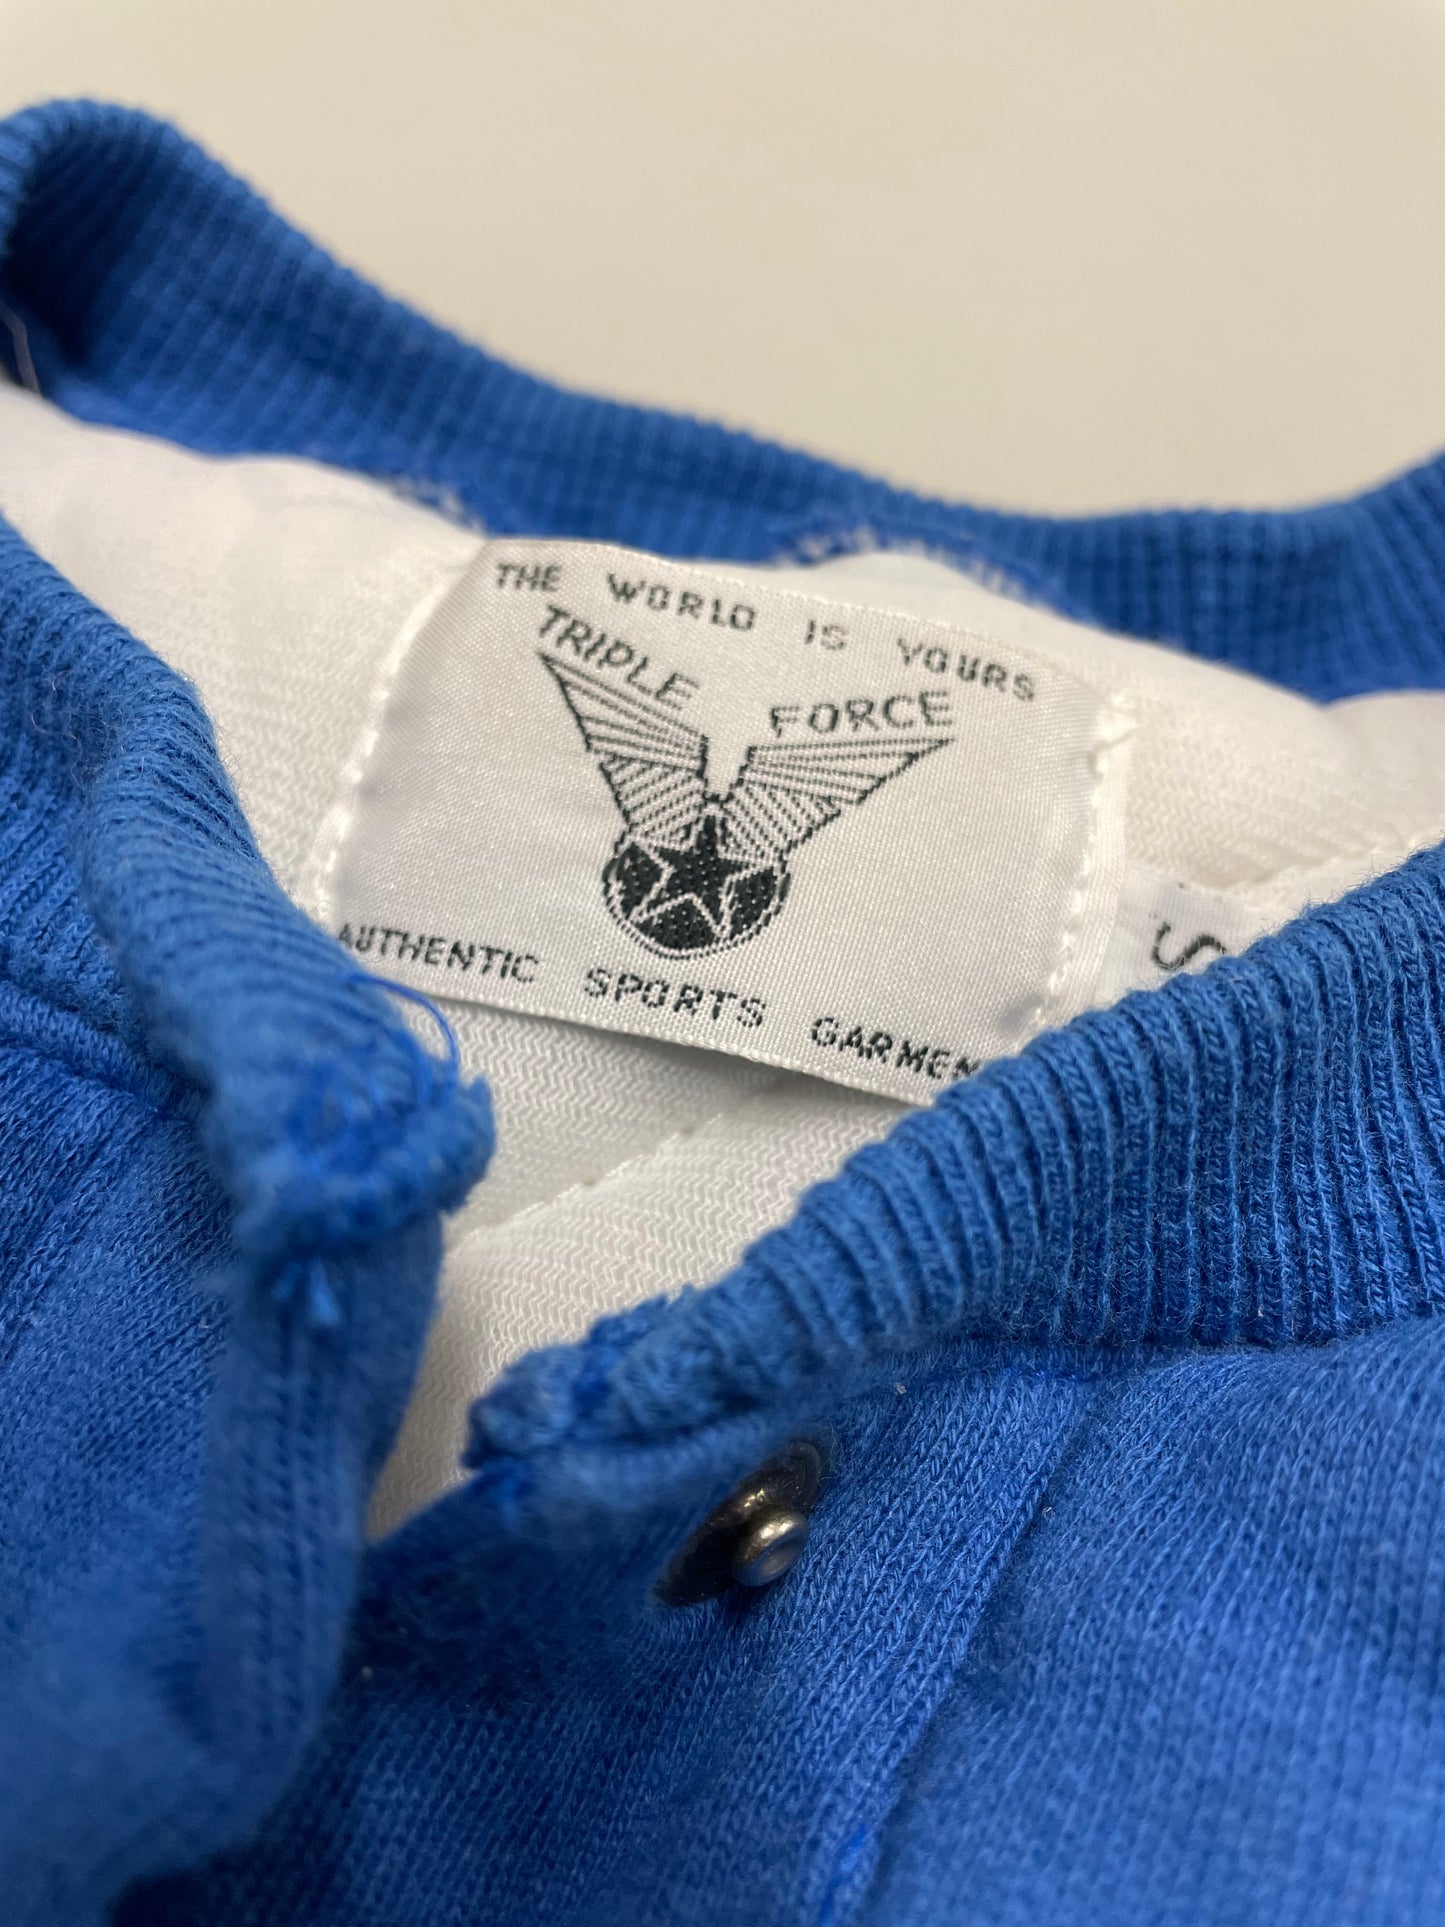 THE WORLD IS YOURS
TRIPLE FORCE
AUTHENTIC SPORTS GARMEN
S